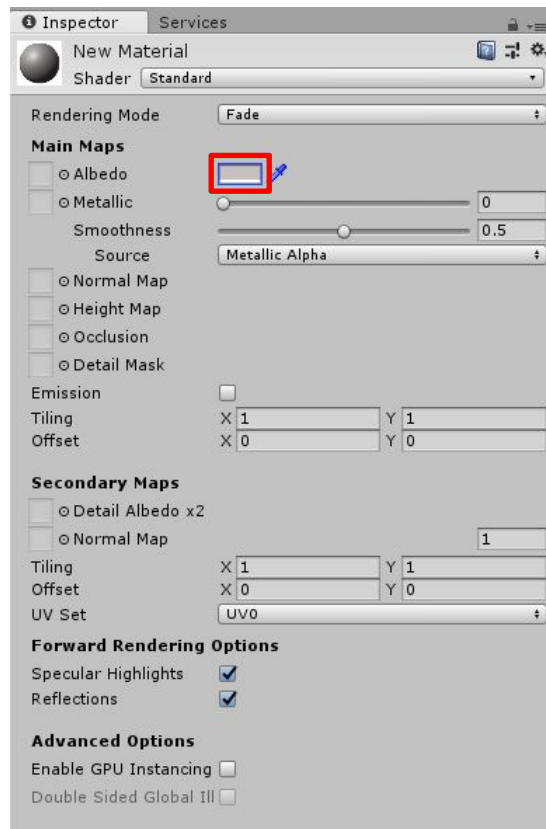 Inspector Services
New Material
Shader Standard
Rendering Mode Fade
Main Maps
Albedo
Metallic 0
Smoothness 0.5
Source Metallic Alpha
Normal Map
Height Map
Occlusion
Detail Mask
Emission
Tiling X 1 Y 1
Offset X 0 Y 0
Secondary Maps
Detail Albedo x2
Normal Map 1
Tiling X 1 Y 1
Offset X 0 Y 0
UV Set UV0
Forward Rendering Options
Specular Highlights
Reflections
Advanced Options
Enable GPU Instancing
Double Sided Global Ill